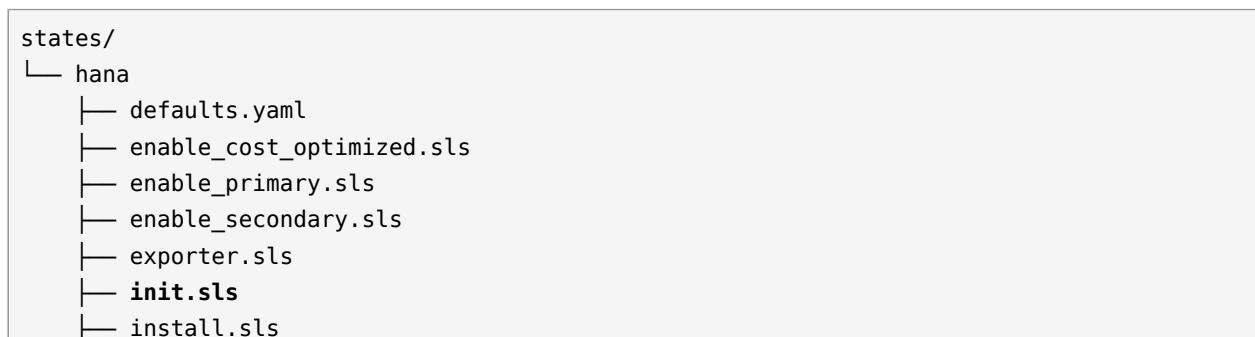 states/
└── hana
    ├── defaults.yaml
    ├── enable_cost_optimized.sls
    ├── enable_primary.sls
    ├── enable_secondary.sls
    ├── exporter.sls
    ├── init.sls
    ├── install.sls